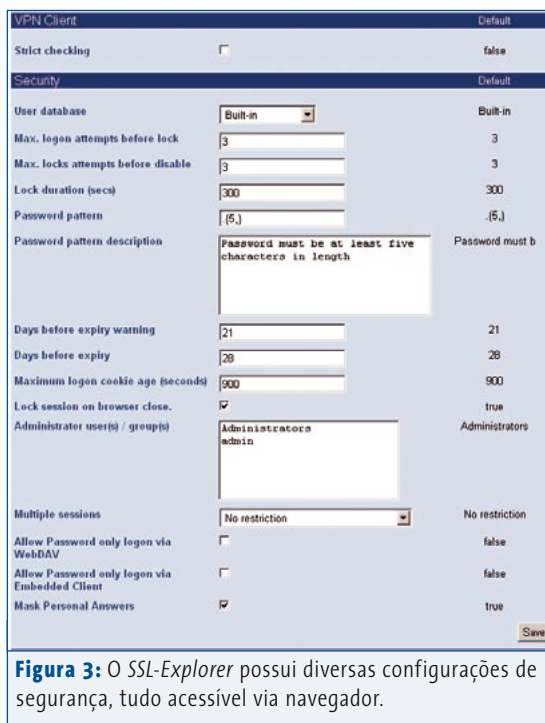 VPN Client Default
Strict checking false
Security Default
User database Built-in Built-in
Max. logon attempts before lock 3 3
Max. locks attempts before disable 3 3
Lock duration (secs) 300 300
Password pattern .{5,} .{5,}
Password pattern description Password must be at least five Password must b
characters in length
Days before expiry warning 21 21
Days before expiry 28 28
Maximum logon cookie age (seconds) 900 900
Lock session on browser close. true
Administrator user(s) / group(s) Administrators Administrators
admin
Multiple sessions No restriction No restriction
Allow Password only logon via false
WebDAV
Allow Password only logon via false
Embedded Client
Mask Personal Answers true
Save
Figura 3: O SSL-Explorer possui diversas configurações de
segurança, tudo acessível via navegador.